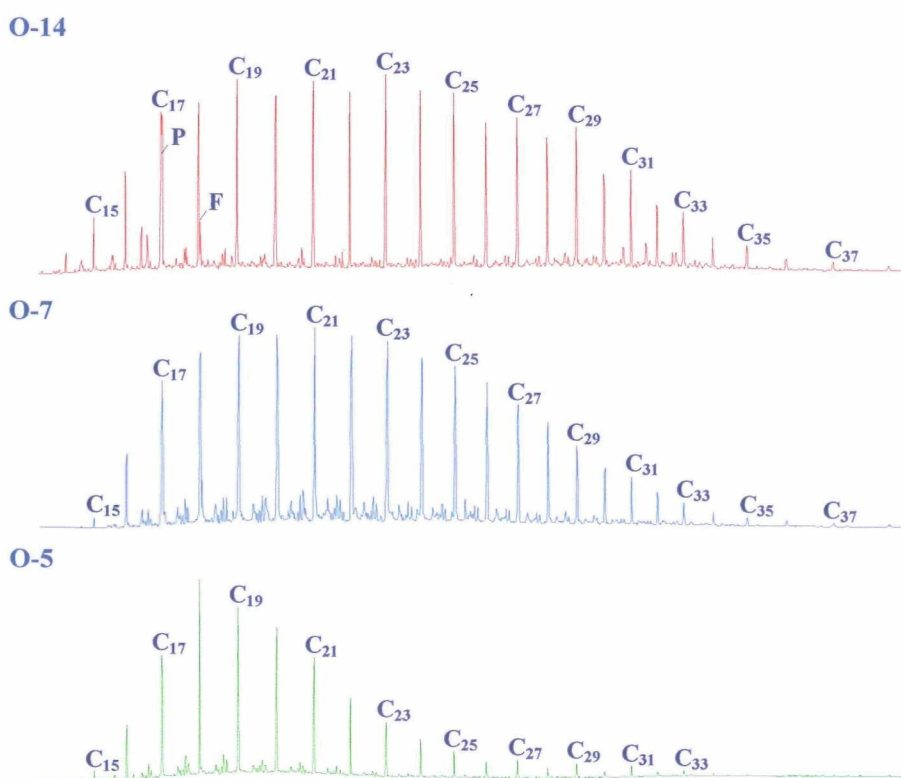 O-14
C₁₅
C₁₇
P
F
C₁₉
C₂₁
C₂₃
C₂₅
C₂₇
C₂₉
C₃₁
C₃₃
C₃₅
C₃₇
O-7
C₁₅
C₁₇
C₁₉
C₂₁
C₂₃
C₂₅
C₂₇
C₂₉
C₃₁
C₃₃
C₃₅
C₃₇
O-5
C₁₅
C₁₇
C₁₉
C₂₁
C₂₃
C₂₅
C₂₇
C₂₉
C₃₁
C₃₃